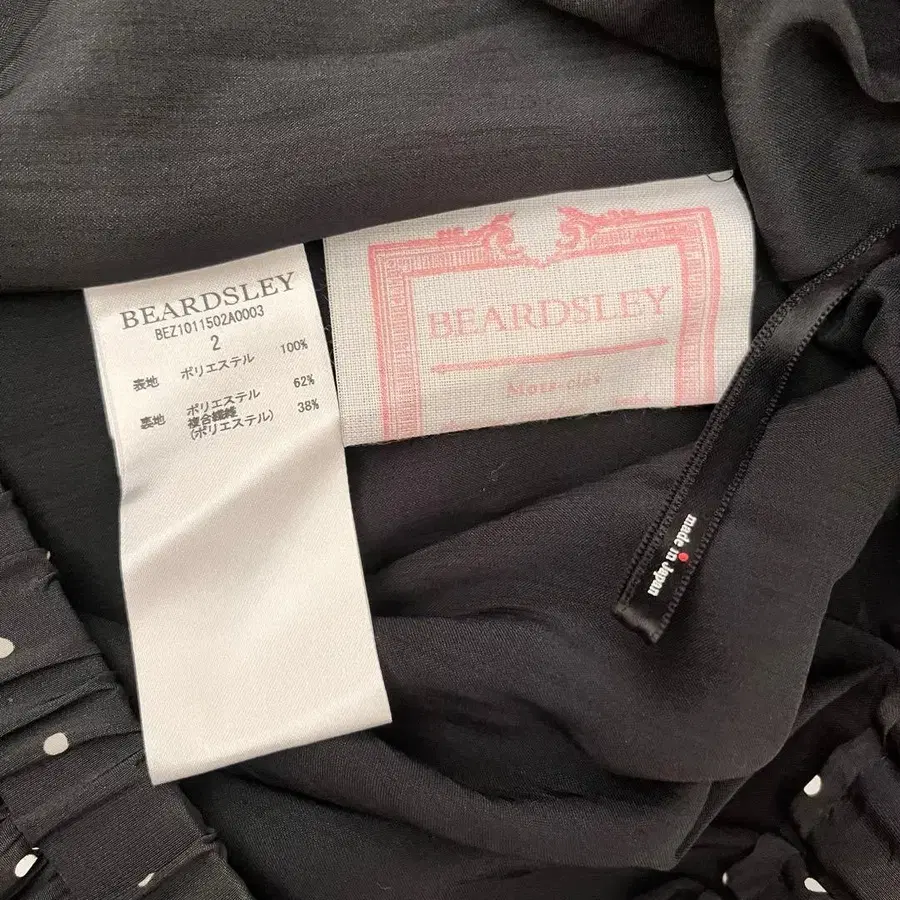 BEARDSLEY
BEZ1011502A0003
2
表地 ポリエステル 100%
裏地 ポリエステル 62%
複合繊維 38%
(ポリエステル)
BEARDSLEY
made in Japan